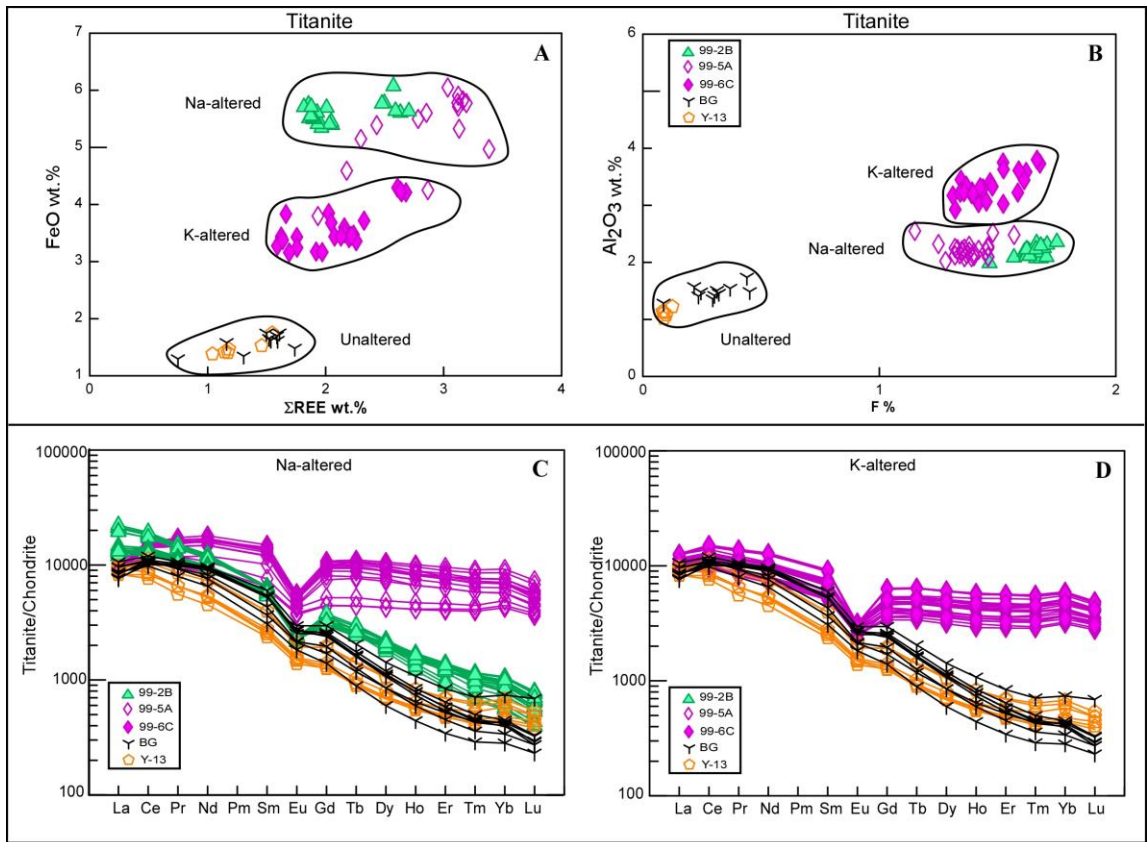 Titanite
A
7
6
5
4
3
2
1
FeO wt.%
Na-altered
K-altered
Unaltered
0 1 2 3 4
ΣREE wt.%
Titanite
B
99-2B
99-5A
99-6C
BG
Y-13
6
4
2
0
Al2O3 wt.%
K-altered
Na-altered
Unaltered
0 1 2
F %
Na-altered
C
100000
10000
1000
100
Titanite/Chondrite
99-2B
99-5A
99-6C
BG
Y-13
La Ce Pr Nd Pm Sm Eu Gd Tb Dy Ho Er Tm Yb Lu
K-altered
D
100000
10000
1000
100
Titanite/Chondrite
99-2B
99-5A
99-6C
BG
Y-13
La Ce Pr Nd Pm Sm Eu Gd Tb Dy Ho Er Tm Yb Lu